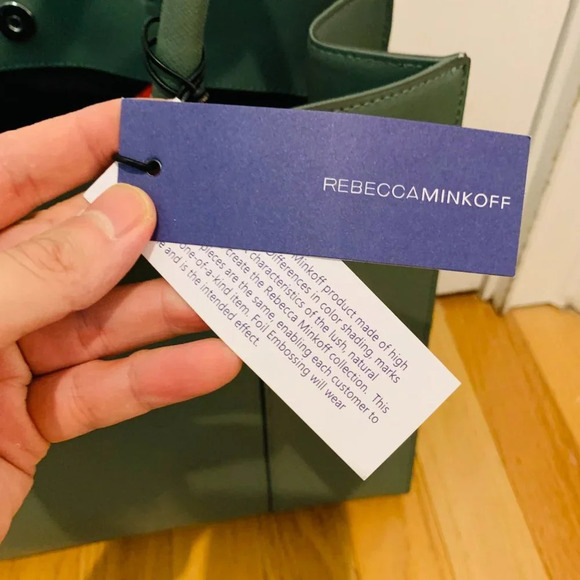 REBECCAMINKOFF
Minkoff product made of high
differences in color shading, marks
characteristics of the lush, natural
create the Rebecca Minkoff collection. This
pieces are the same, enabling each customer to
one-of-a-kind item. Foil Embossing will wear
and is the intended effect.